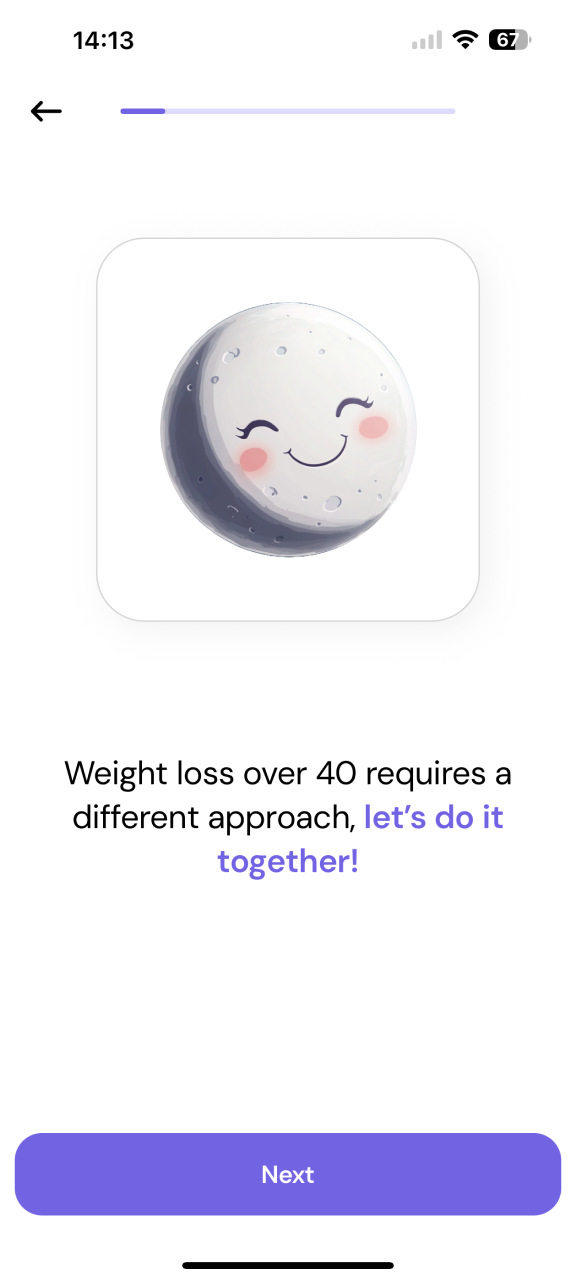 14:13
67
Weight loss over 40 requires a
different approach, let’s do it
together!
Next